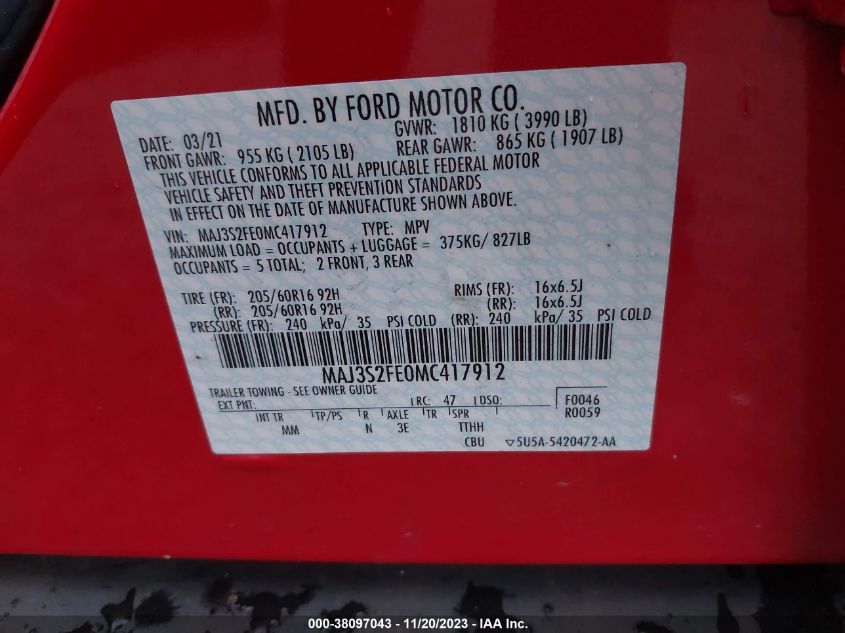 MFD. BY FORD MOTOR CO.
DATE: 03/21 GVWR: 1810 KG ( 3990 LB)
FRONT GAWR: 955 KG ( 2105 LB) REAR GAWR: 865 KG ( 1907 LB)
THIS VEHICLE CONFORMS TO ALL APPLICABLE FEDERAL MOTOR
VEHICLE SAFETY AND THEFT PREVENTION STANDARDS
IN EFFECT ON THE DATE OF MANUFACTURE SHOWN ABOVE.
VIN: MAJ3S2FE0MC417912 TYPE: MPV
MAXIMUM LOAD = OCCUPANTS + LUGGAGE = 375KG/ 827LB
OCCUPANTS = 5 TOTAL; 2 FRONT, 3 REAR
TIRE (FR): 205/60R16 92H RIMS (FR): 16x6.5J
(RR): 205/60R16 92H (RR): 16x6.5J
PRESSURE (FR): 240 kPa/ 35 PSI COLD (RR): 240 kPa/ 35 PSI COLD
MAJ3S2FE0MC417912
TRAILER TOWING - SEE OWNER GUIDE
EXT PNT: RC: 47 DSO: F0046
R0059
INT TR TP/PS R AXLE TR SPR
MM N 3E TTHH
CBU ▽5U5A-5420472-AA
000-38097043 - 11/20/2023 - IAAI.COM